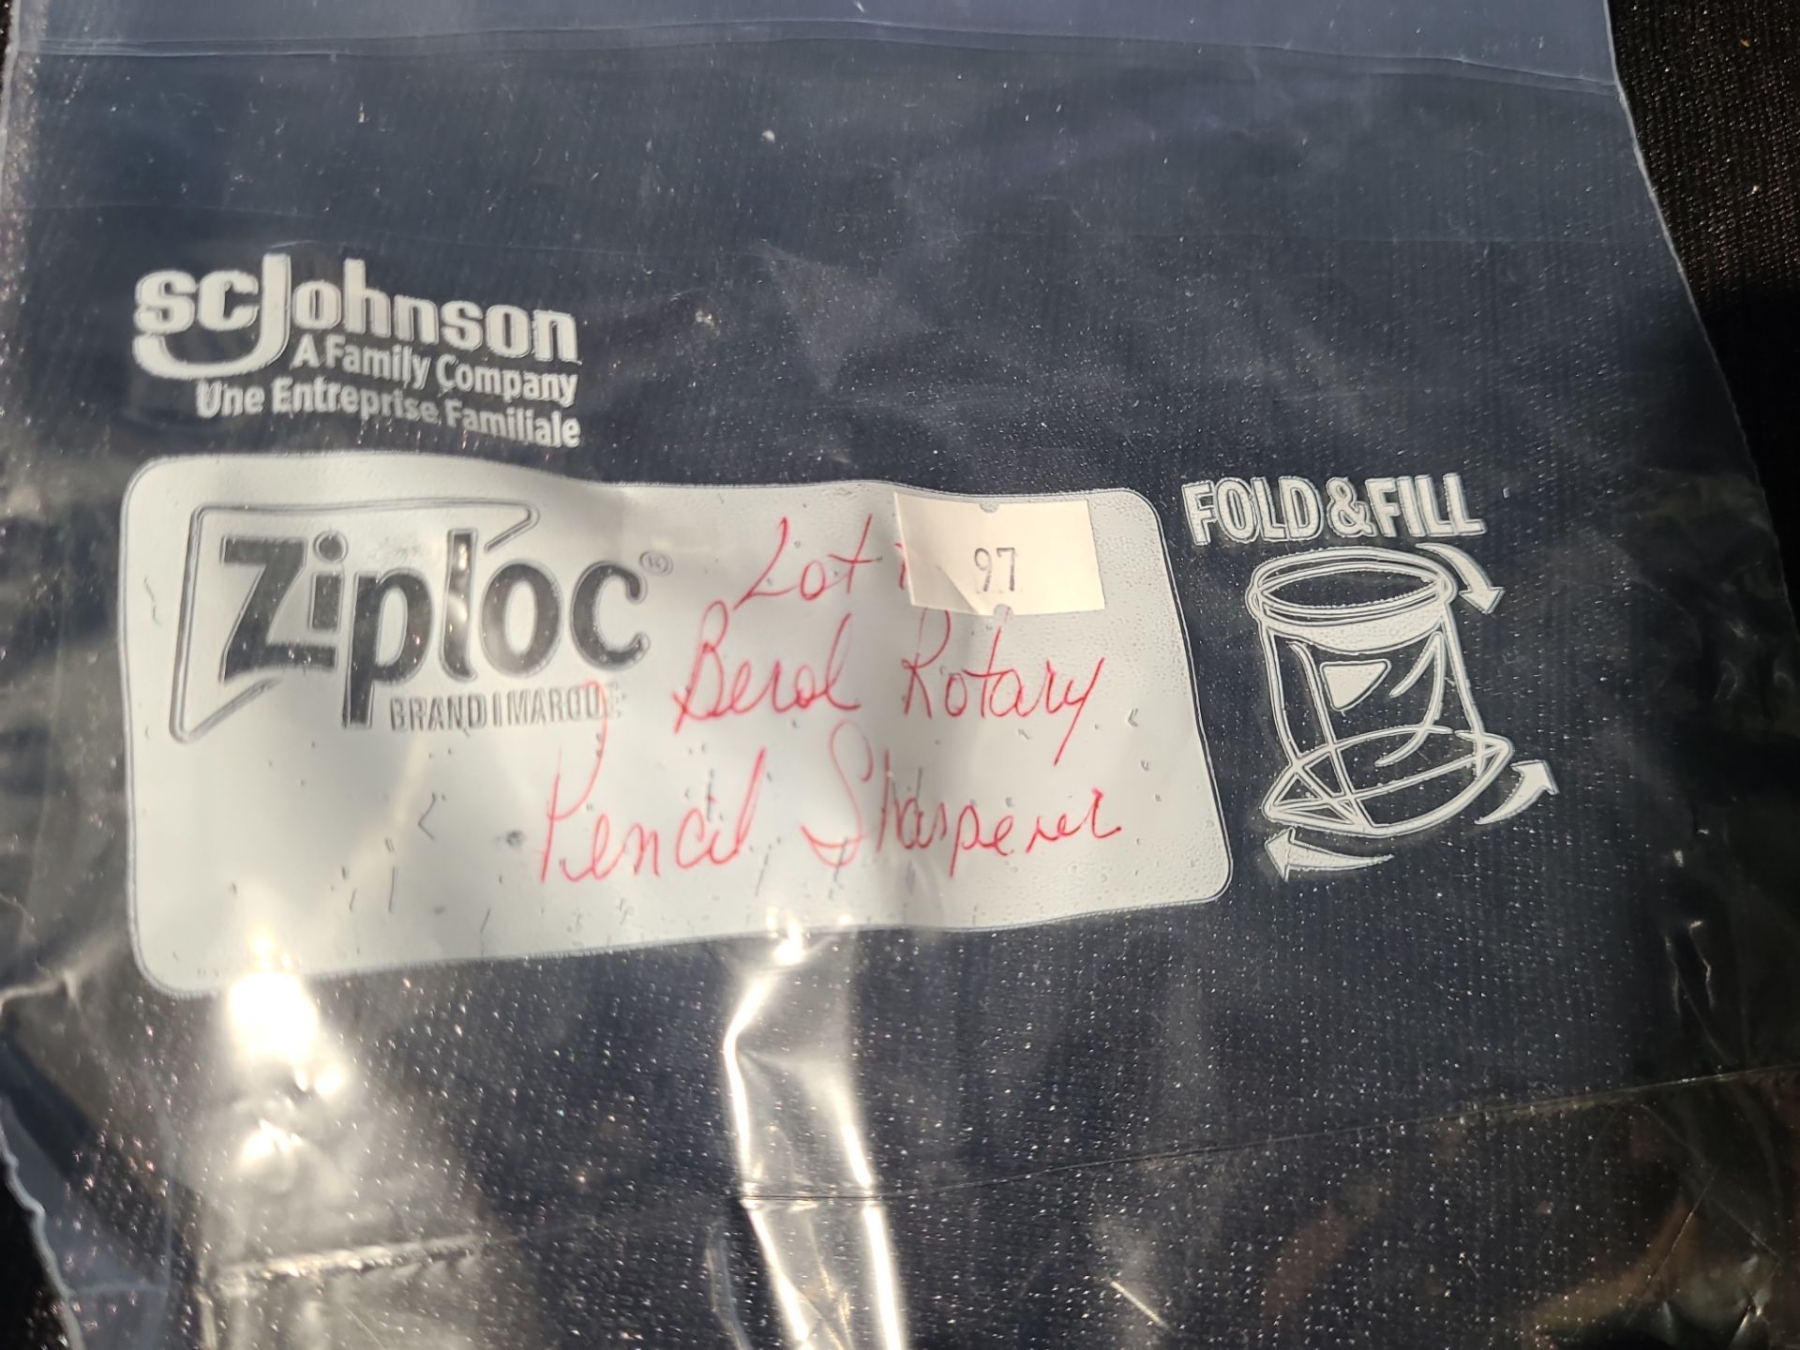 scJohnson
A Family Company
Une Entreprise Familiale
Ziploc®
BRAND | MARQUE
Lot
97
Berol Rotary
Pencil Sharpener
FOLD & FILL